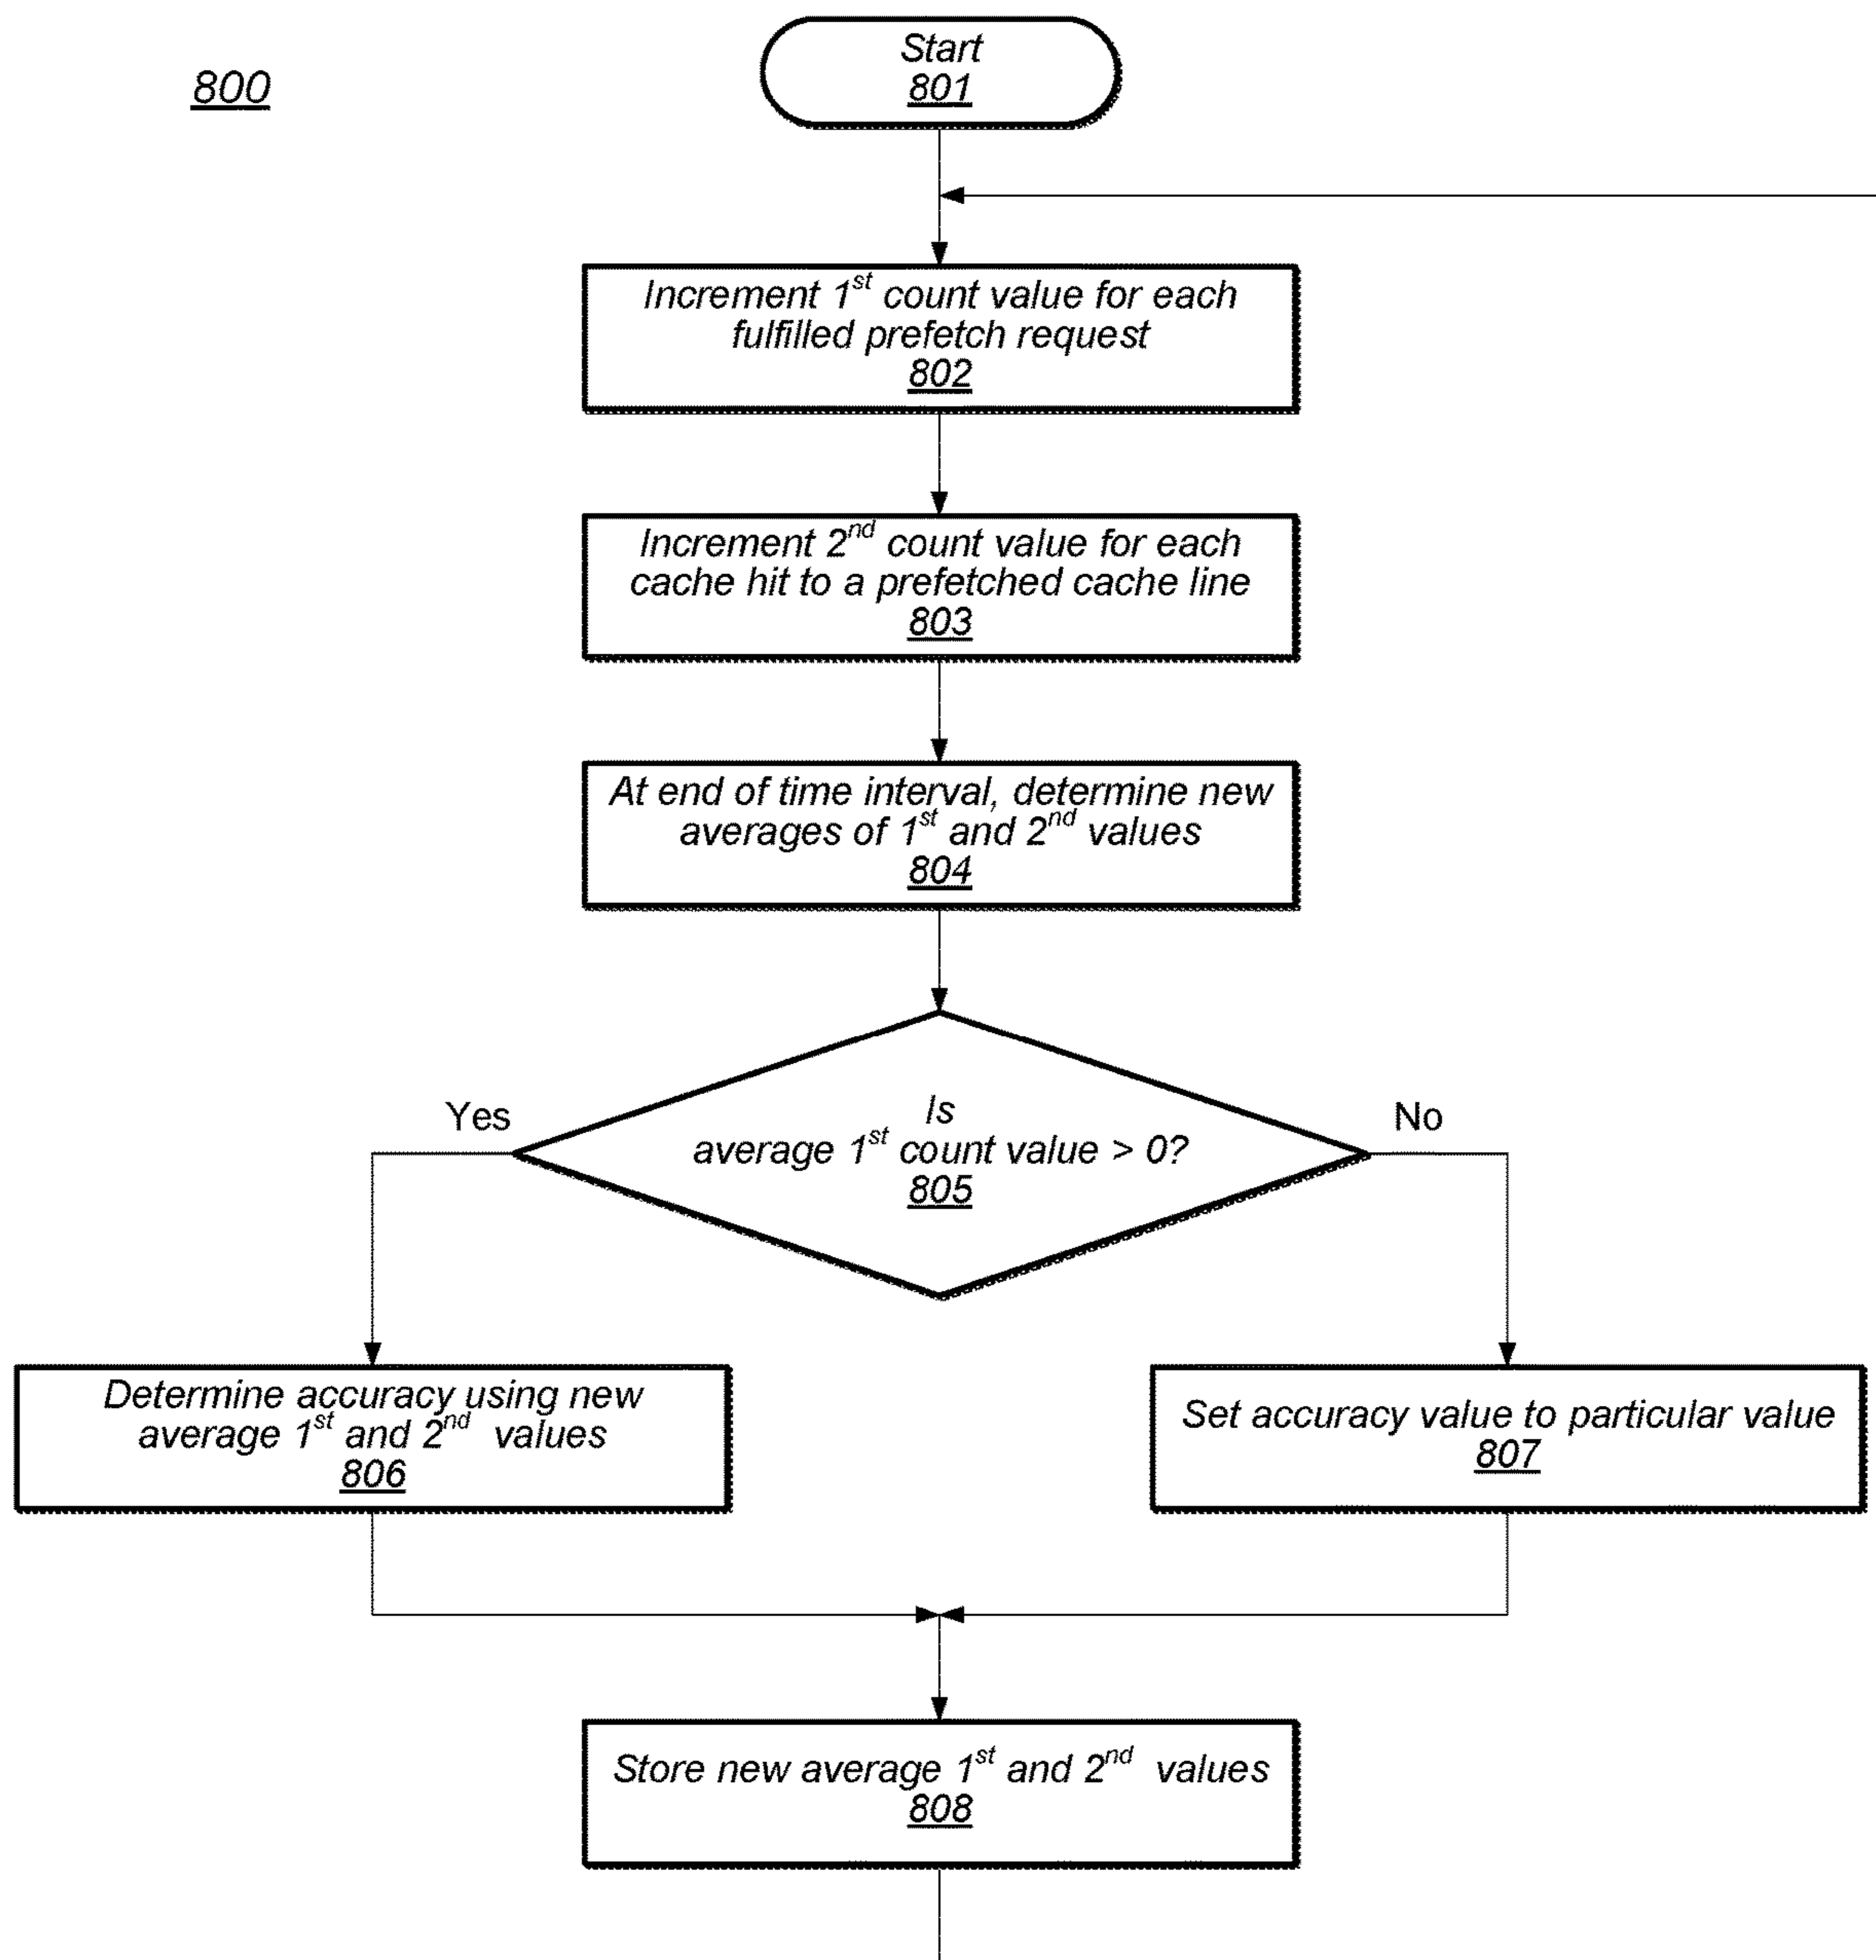 800
Start
801
Increment 1st count value for each
fulfilled prefetch request
802
Increment 2nd count value for each
cache hit to a prefetched cache line
803
At end of time interval, determine new
averages of 1st and 2nd values
804
Is
average 1st count value > 0?
805
Yes
No
Determine accuracy using new
average 1st and 2nd values
806
Set accuracy value to particular value
807
Store new average 1st and 2nd values
808